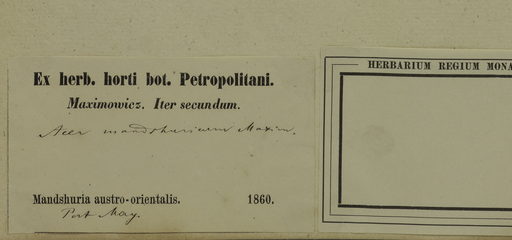 Ex herb. horti bot. Petropolitani.
Maximowicz. Iter secundum.
Acer mandshuricum Maxim.
Mandshuria austro-orientalis. 1860.
Port May.
HERBARIUM REGIUM MONA